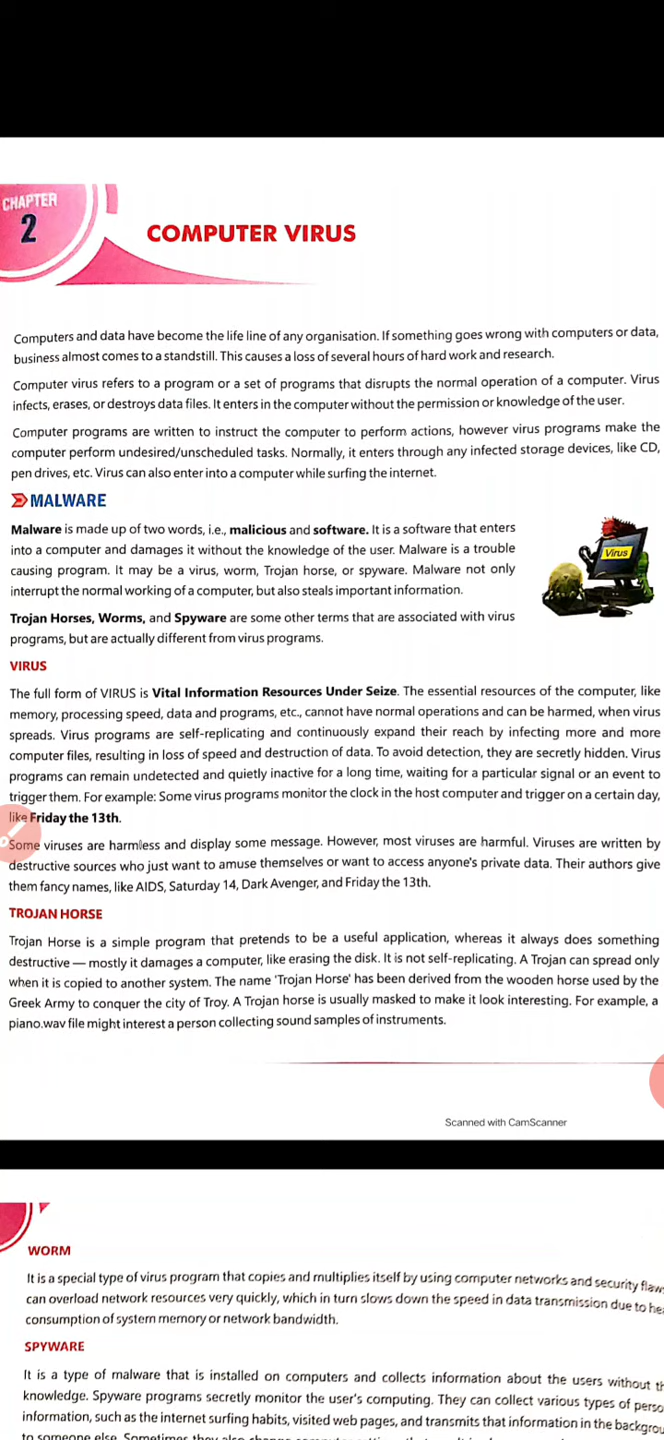 CHAPTER
2
COMPUTER VIRUS
Computers and data have become the life line of any organisation. If something goes wrong with computers or data,
business almost comes to a standstill. This causes a loss of several hours of hard work and research.
Computer virus refers to a program or a set of programs that disrupts the normal operation of a computer. Virus
infects, erases, or destroys data files. It enters in the computer without the permission or knowledge of the user.
Computer programs are written to instruct the computer to perform actions, however virus programs make the
computer perform undesired/unscheduled tasks. Normally, it enters through any infected storage devices, like CD,
pen drives, etc. Virus can also enter into a computer while surfing the internet.
MALWARE
Malware is made up of two words, i.e., malicious and software. It is a software that enters
into a computer and damages it without the knowledge of the user. Malware is a trouble
causing program. It may be a virus, worm, Trojan horse, or spyware. Malware not only
interrupt the normal working of a computer, but also steals important information.
Virus
Trojan Horses, Worms, and Spyware are some other terms that are associated with virus
programs, but are actually different from virus programs.
VIRUS
The full form of VIRUS is Vital Information Resources Under Seize. The essential resources of the computer, like
memory, processing speed, data and programs, etc., cannot have normal operations and can be harmed, when virus
spreads. Virus programs are self-replicating and continuously expand their reach by infecting more and more
computer files, resulting in loss of speed and destruction of data. To avoid detection, they are secretly hidden. Virus
programs can remain undetected and quietly inactive for a long time, waiting for a particular signal or an event to
trigger them. For example: Some virus programs monitor the clock in the host computer and trigger on a certain day,
like Friday the 13th.
Some viruses are harmless and display some message. However, most viruses are harmful. Viruses are written by
destructive sources who just want to amuse themselves or want to access anyone's private data. Their authors give
them fancy names, like AIDS, Saturday 14, Dark Avenger, and Friday the 13th.
TROJAN HORSE
Trojan Horse is a simple program that pretends to be a useful application, whereas it always does something
destructive — mostly it damages a computer, like erasing the disk. It is not self-replicating. A Trojan can spread only
when it is copied to another system. The name 'Trojan Horse' has been derived from the wooden horse used by the
Greek Army to conquer the city of Troy. A Trojan horse is usually masked to make it look interesting. For example, a
piano.wav file might interest a person collecting sound samples of instruments.
Scanned with CamScanner
WORM
It is a special type of virus program that copies and multiplies itself by using computer networks and security
can overload network resources very quickly, which in turn slows down the speed in data transmission due to
consumption of system memory or network bandwidth.
SPYWARE
It is a type of malware that is installed on computers and collects information about the users without
knowledge. Spyware programs secretly monitor the user's computing. They can collect various types of
information, such as the internet surfing habits, visited web pages, and transmits that information in the
to someone else. Sometimes they also